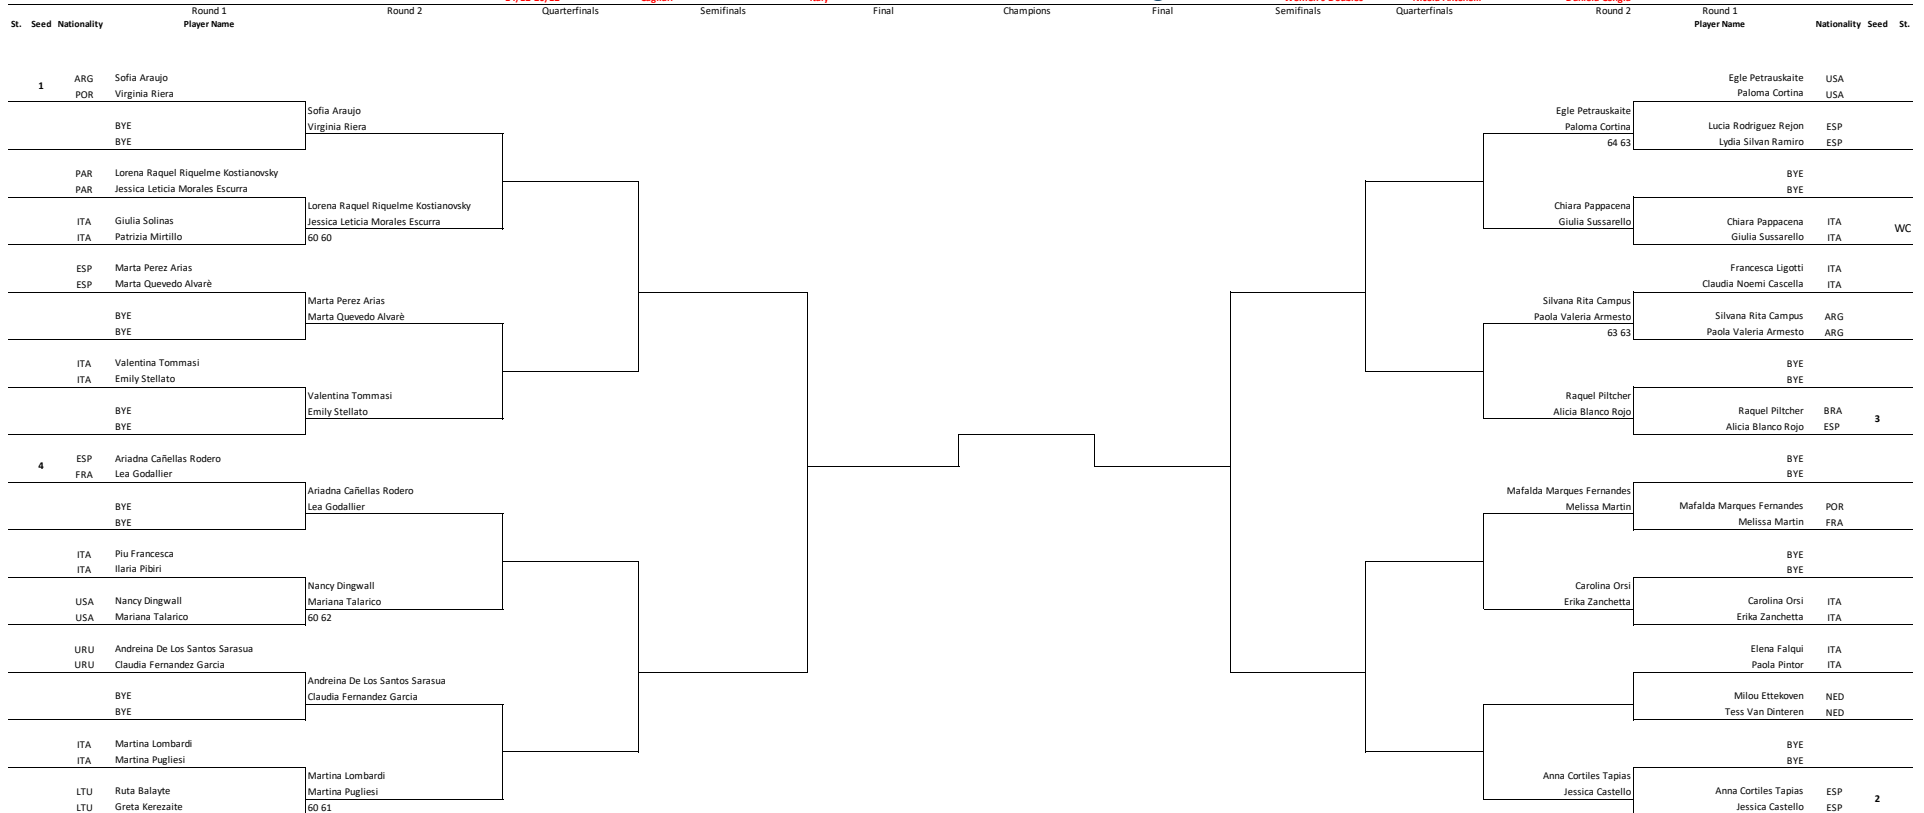 Round 1 Round 2 Quarterfinals Semifinals Final Champions Final Semifinals Quarterfinals Round 2 Round 1
St. Seed Nationality Player Name Player Name Nationality Seed St.
1
ARG Sofia Araujo
POR Virginia Riera
Sofia Araujo
Virginia Riera
BYE
BYE
PAR Lorena Raquel Riquelme Kostianovsky
PAR Jessica Leticia Morales Escurra
Lorena Raquel Riquelme Kostianovsky
Jessica Leticia Morales Escurra
60 60
ITA Giulia Solinas
ITA Patrizia Mirtillo
ESP Marta Perez Arias
ESP Marta Quevedo Alvarè
Marta Perez Arias
Marta Quevedo Alvarè
BYE
BYE
ITA Valentina Tommasi
ITA Emily Stellato
Valentina Tommasi
Emily Stellato
BYE
BYE
4
ESP Ariadna Cañellas Rodero
FRA Lea Godallier
Ariadna Cañellas Rodero
Lea Godallier
BYE
BYE
ITA Piu Francesca
ITA Ilaria Pibiri
Nancy Dingwall
Mariana Talarico
60 62
USA Nancy Dingwall
USA Mariana Talarico
URU Andreina De Los Santos Sarasua
URU Claudia Fernandez Garcia
Andreina De Los Santos Sarasua
Claudia Fernandez Garcia
BYE
BYE
ITA Martina Lombardi
ITA Martina Pugliesi
Martina Lombardi
Martina Pugliesi
60 61
LTU Ruta Balayte
LTU Greta Kerezaite
Egle Petrauskaite USA
Paloma Cortina USA
Egle Petrauskaite
Paloma Cortina
64 63
Lucia Rodriguez Rejon ESP
Lydia Silvan Ramiro ESP
BYE
BYE
Chiara Pappacena
Giulia Sussarello
Chiara Pappacena ITA
Giulia Sussarello ITA
WC
Francesca Ligotti ITA
Claudia Noemi Cascella ITA
Silvana Rita Campus
Paola Valeria Armesto
63 63
Silvana Rita Campus ARG
Paola Valeria Armesto ARG
BYE
BYE
Raquel Piltcher
Alicia Blanco Rojo
Raquel Piltcher BRA
Alicia Blanco Rojo ESP
3
BYE
BYE
Mafalda Marques Fernandes
Melissa Martin
Mafalda Marques Fernandes POR
Melissa Martin FRA
BYE
BYE
Carolina Orsi
Erika Zanchetta
Carolina Orsi ITA
Erika Zanchetta ITA
Elena Falqui ITA
Paola Pintor ITA
Milou Ettekoven NED
Tess Van Dinteren NED
BYE
BYE
Anna Cortiles Tapias
Jessica Castello
Anna Cortiles Tapias ESP
Jessica Castello ESP
2